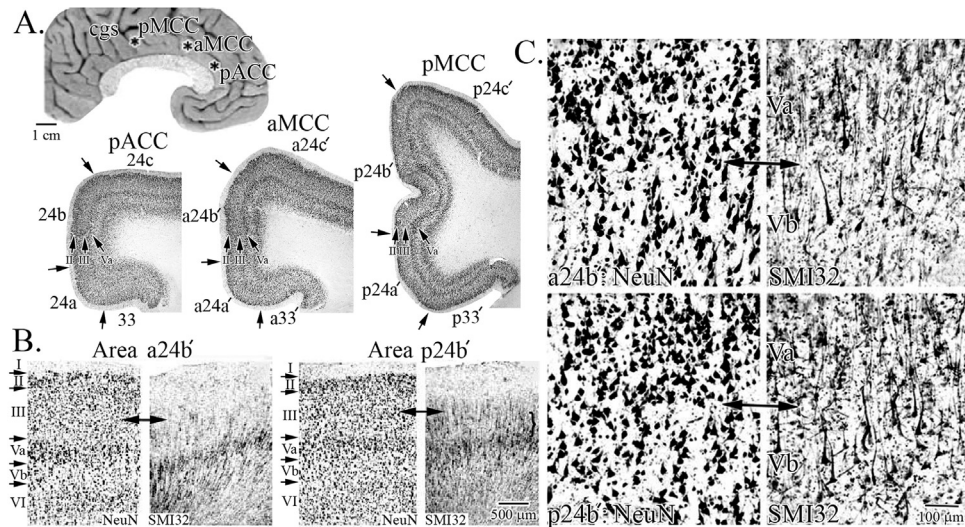 A.
cgs
pMCC
aMCC
pACC
1 cm
pACC
24c
24b
II
III
Va
24a
33
aMCC
a24c′
a24b′
II
III
Va
a24a′
a33′
pMCC
p24c′
p24b′
II
III
Va
p24a′
p33′
B.
Area a24b′
I
II
III
Va
Vb
VI
NeuN
SMI32
Area p24b′
I
II
III
Va
Vb
VI
NeuN
SMI32
500 μm
C.
Va
Vb
a24b′: NeuN
SMI32
Va
Vb
p24b′: NeuN
SMI32
100 μm